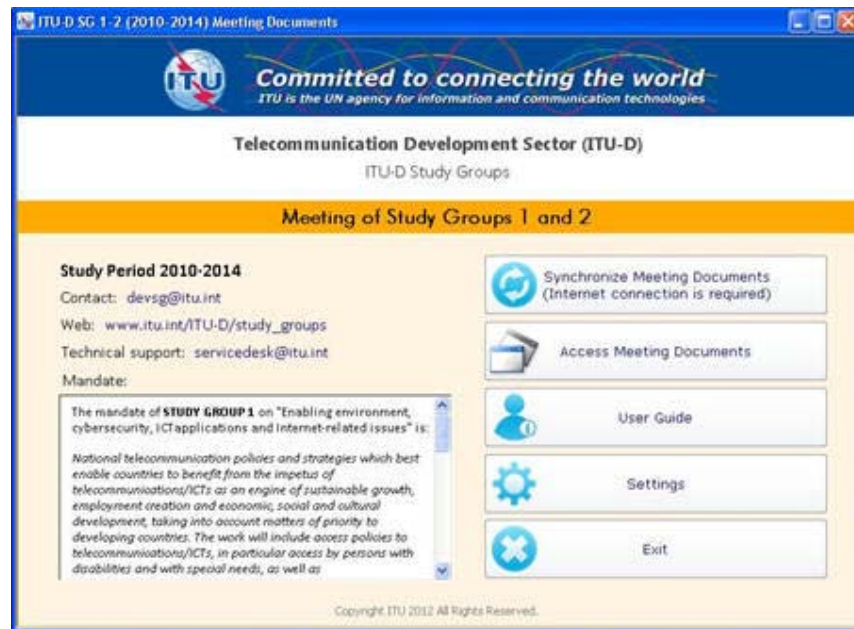 ITU-D SG 1-2 (2010-2014) Meeting Documents
ITU
Committed to connecting the world
ITU is the UN agency for information and communication technologies
Telecommunication Development Sector (ITU-D)
ITU-D Study Groups
Meeting of Study Groups 1 and 2
Study Period 2010-2014
Contact: devsg@itu.int
Web: www.itu.int/ITU-D/study_groups
Technical support: servicedesk@itu.int
Mandate:
The mandate of STUDY GROUP 1 on "Enabling environment,
cybersecurity, ICT applications and Internet-related issues" is:
National telecommunication policies and strategies which best
enable countries to benefit from the impetus of
telecommunications/ICTs as an engine of sustainable growth,
employment creation and economic, social and cultural
development, taking into account matters of priority to
developing countries. The work will include access policies to
telecommunications/ICTs, in particular access by persons with
disabilities and with special needs, as well as
Synchronize Meeting Documents
(Internet connection is required)
Access Meeting Documents
User Guide
Settings
Exit
Copyright ITU 2012 All Rights Reserved.